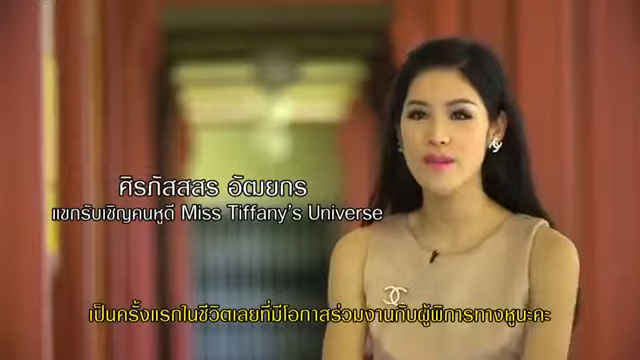 ศิรภัสสสร อัฒยกร
แขกรับเชิญคนหูดี Miss Tiffany's Universe
เป็นครั้งแรกในชีวิตเลยที่มีโอกาสร่วมงานกับผู้พิการทางหูนะคะ